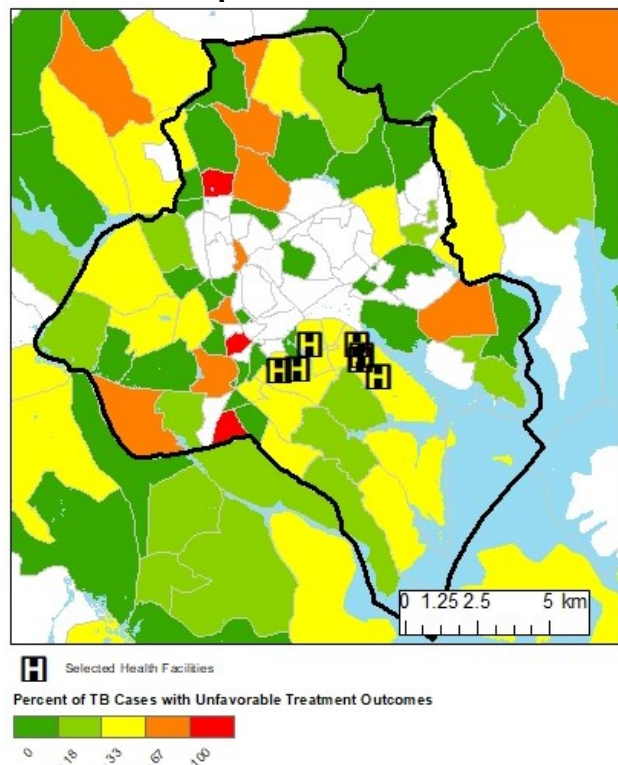 H
H
H H
H
H
H
0 1.25 2.5 5 km
H Selected Health Facilities
Percent of TB Cases with Unfavorable Treatment Outcomes
0 18 33 67 100